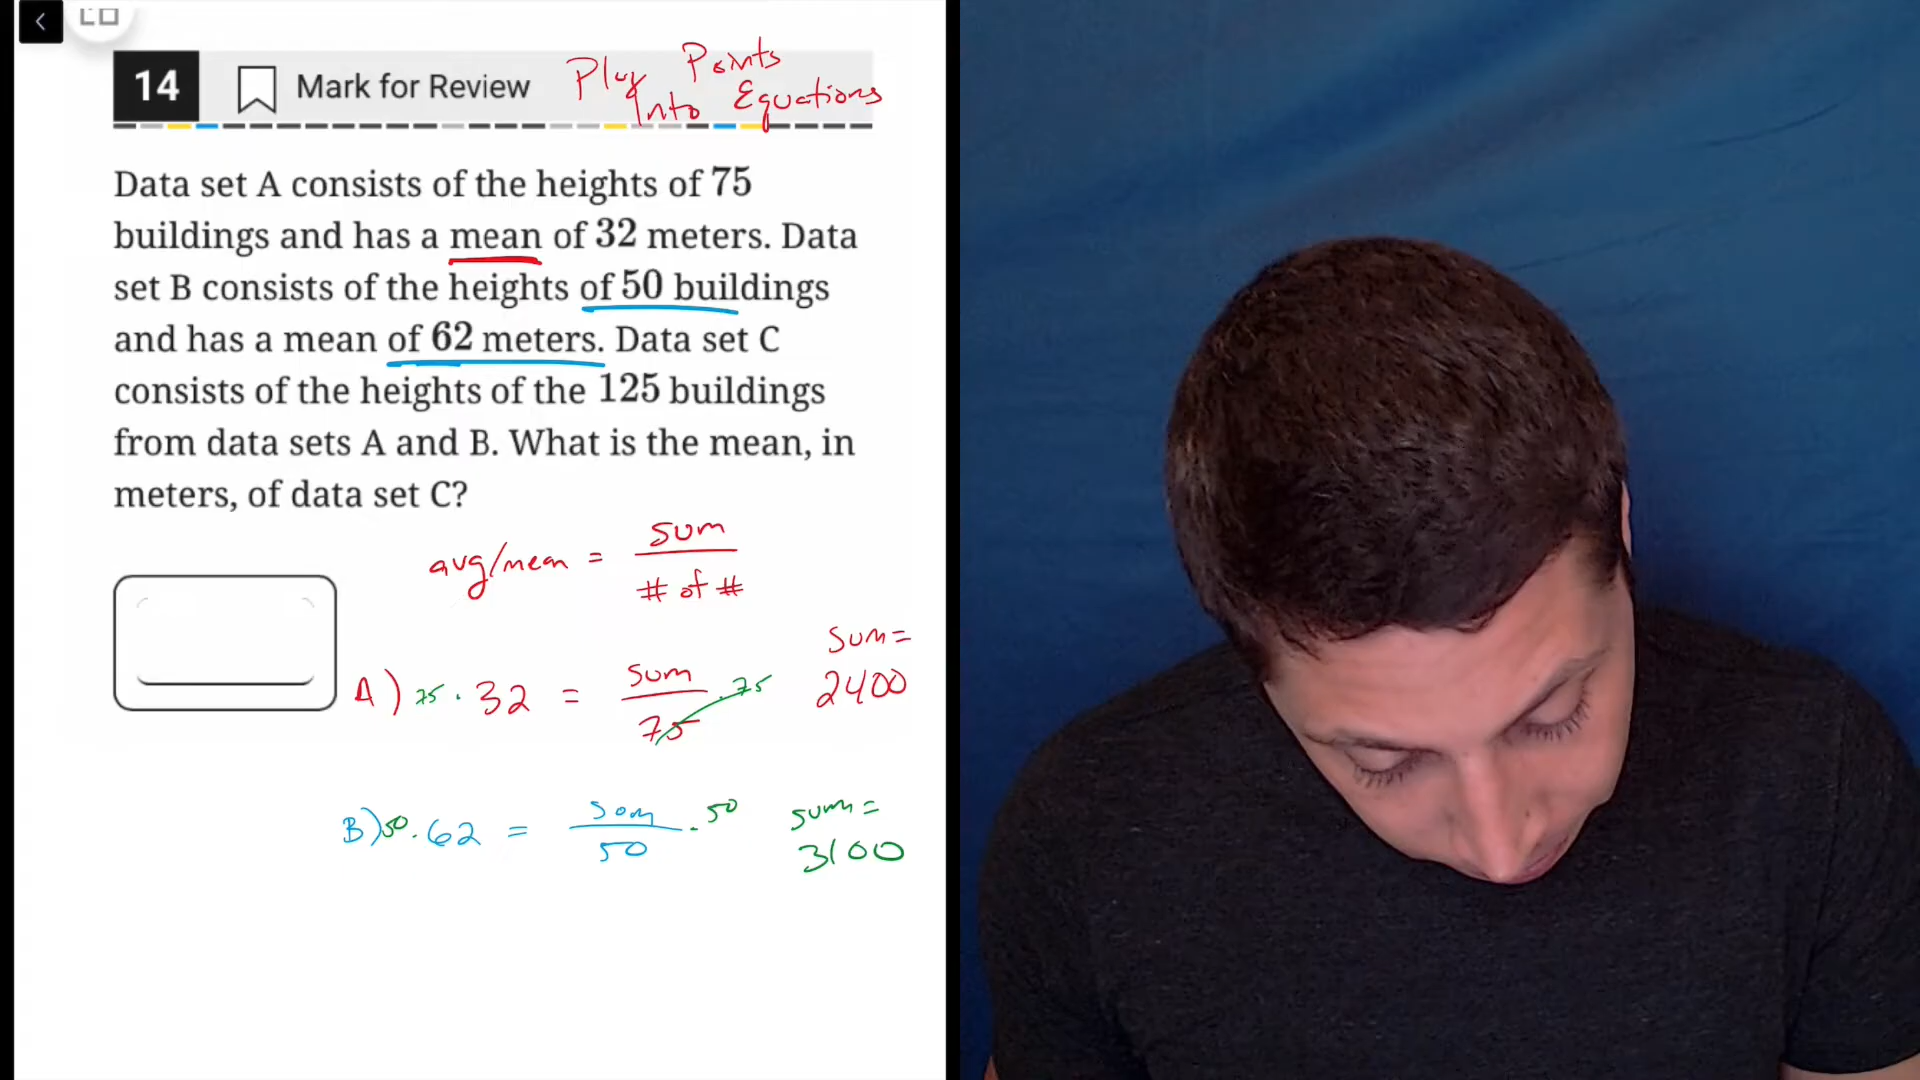 14 Mark for Review
Plug Points
Into Equations
Data set A consists of the heights of 75
buildings and has a mean of 32 meters. Data
set B consists of the heights of 50 buildings
and has a mean of 62 meters. Data set C
consists of the heights of the 125 buildings
from data sets A and B. What is the mean, in
meters, of data set C?
avg/mean = sum
# of #
A) 75 · 32 = sum · 75
75
sum =
2400
B) 50 · 62 = sum · 50
50
sum =
3100